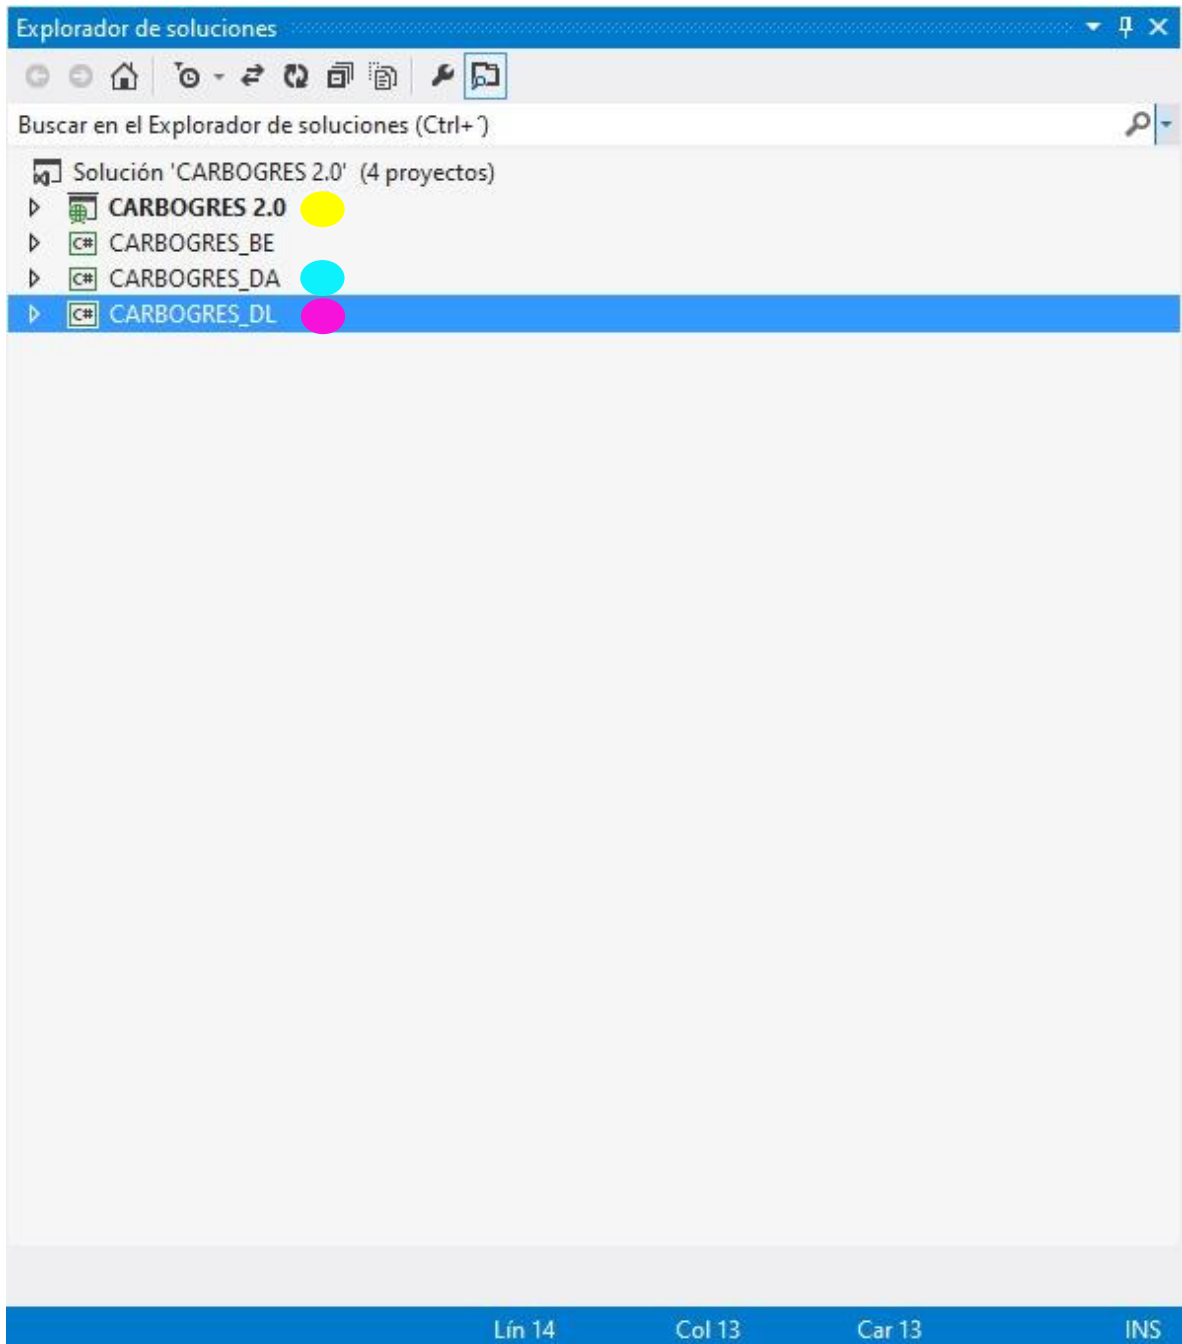 Explorador de soluciones
Buscar en el Explorador de soluciones (Ctrl+´)
Solución 'CARBOGRES 2.0' (4 proyectos)
CARBOGRES 2.0
C# CARBOGRES_BE
C# CARBOGRES_DA
C# CARBOGRES_DL
Lín 14 Col 13 Car 13 INS